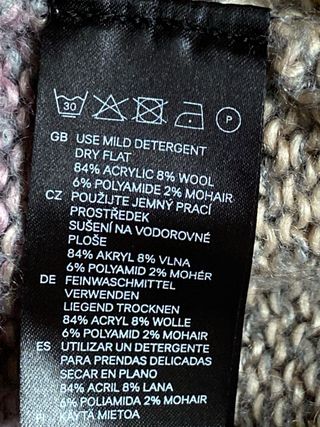 30 P
GB USE MILD DETERGENT
DRY FLAT
84% ACRYLIC 8% WOOL
6% POLYAMIDE 2% MOHAIR
CZ POUŽIJTE JEMNÝ PRACÍ
PROSTŘEDEK
SUŠENÍ NA VODOROVNÉ
PLOŠE
84% AKRYL 8% VLNA
6% POLYAMID 2% MOHÉR
DE FEINWASCHMITTEL
VERWENDEN
LIEGEND TROCKNEN
84% ACRYL 8% WOLLE
6% POLYAMID 2% MOHAIR
ES UTILIZAR UN DETERGENTE
PARA PRENDAS DELICADAS
SECAR EN PLANO
84% ACRIL 8% LANA
6% POLIAMIDA 2% MOHAIR
KÄYTÄ MIETOA